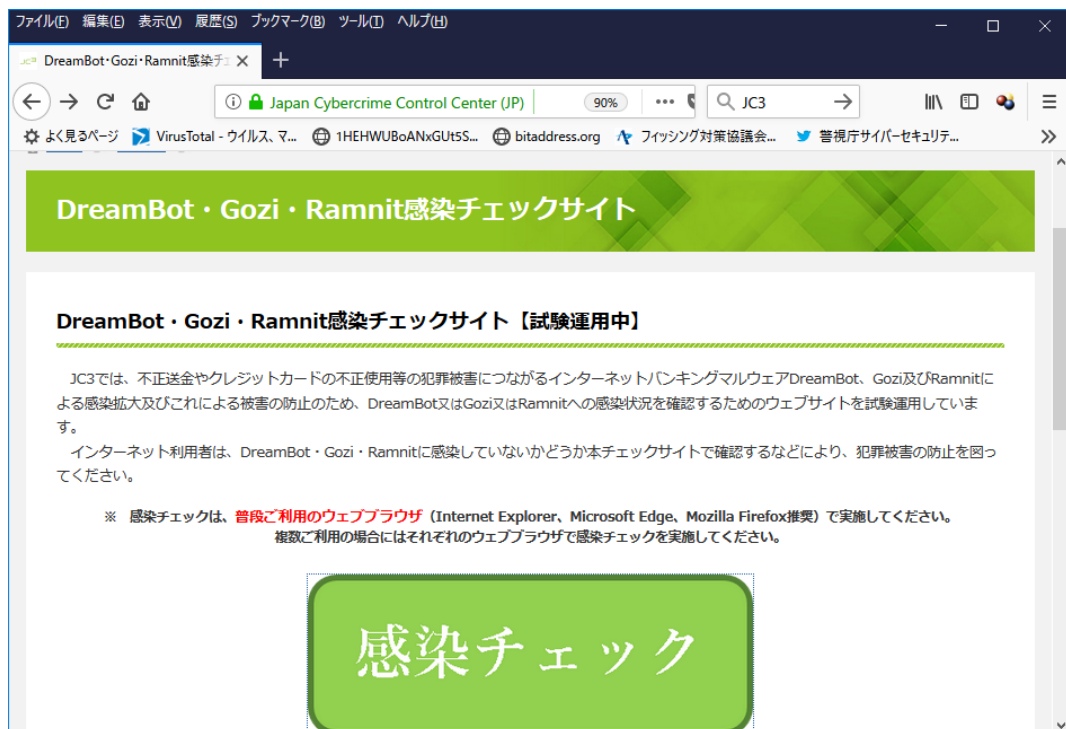 ファイル(F) 編集(E) 表示(V) 履歴(S) ブックマーク(B) ツール(T) ヘルプ(H)
DreamBot・Gozi・Ramnit感染チ
Japan Cybercrime Control Center (JP) 90% JC3
よく見るページ VirusTotal - ウイルス、マ... 1HEHWUBoANxGUt5S... bitaddress.org フィッシング対策協議会... 警視庁サイバーセキュリテ...
DreamBot・Gozi・Ramnit感染チェックサイト
DreamBot・Gozi・Ramnit感染チェックサイト【試験運用中】
JC3では、不正送金やクレジットカードの不正使用等の犯罪被害につながるインターネットバンキングマルウェアDreamBot、Gozi及びRamnitに
よる感染拡大及びこれによる被害の防止のため、DreamBot又はGozi又はRamnitへの感染状況を確認するためのウェブサイトを試験運用していま
す。
インターネット利用者は、DreamBot・Gozi・Ramnitに感染していないかどうか本チェックサイトで確認するなどにより、犯罪被害の防止を図っ
てください。
※ 感染チェックは、普段ご利用のウェブブラウザ（Internet Explorer、Microsoft Edge、Mozilla Firefox推奨）で実施してください。
複数ご利用の場合にはそれぞれのウェブブラウザで感染チェックを実施してください。
感染チェック